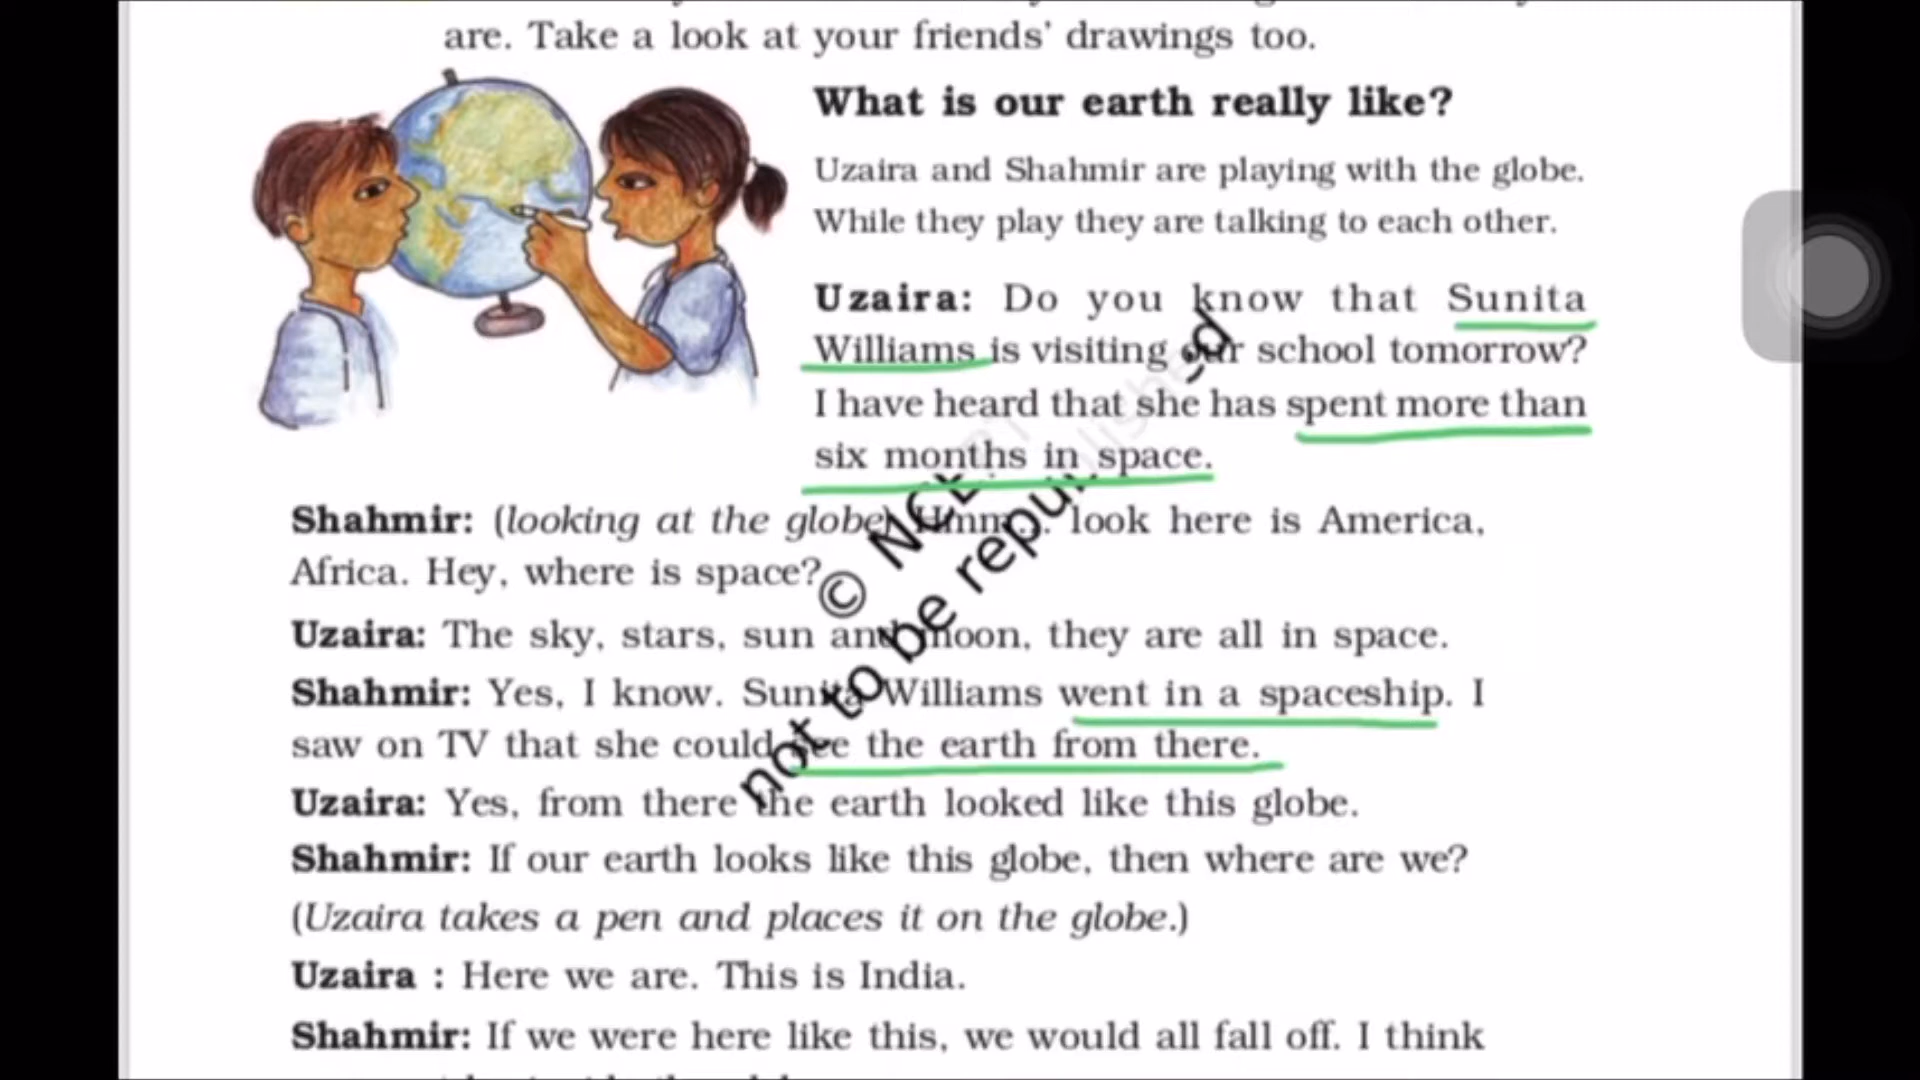 are. Take a look at your friends' drawings too.
What is our earth really like?
Uzaira and Shahmir are playing with the globe.
While they play they are talking to each other.
Uzaira: Do you know that Sunita
Williams is visiting our school tomorrow?
I have heard that she has spent more than
six months in space.
Shahmir: (looking at the globe) Hmm... look here is America,
Africa. Hey, where is space?
Uzaira: The sky, stars, sun and moon, they are all in space.
Shahmir: Yes, I know. Sunita Williams went in a spaceship. I
saw on TV that she could see the earth from there.
Uzaira: Yes, from there the earth looked like this globe.
Shahmir: If our earth looks like this globe, then where are we?
(Uzaira takes a pen and places it on the globe.)
Uzaira : Here we are. This is India.
Shahmir: If we were here like this, we would all fall off. I think
© NCERT
not to be republished